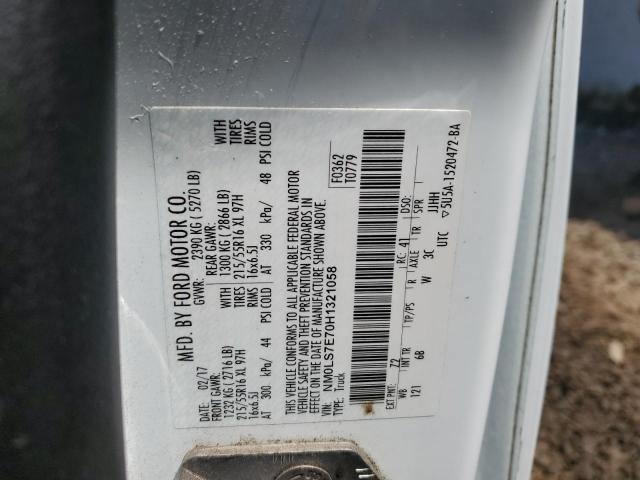 MFD. BY FORD MOTOR CO.
DATE: 02/17 GVWR: 2390 KG ( 5270 LB)
FRONT GAWR: REAR GAWR: WITH
1232 KG ( 2716 LB) WITH 1300 KG ( 2866 LB) TIRES
215/55R16 XL 97H TIRES 215/55R16 XL 97H RIMS
16x6.5J RIMS 16x6.5J
AT 300 kPa/ 44 PSI COLD AT 330 kPa/ 48 PSI COLD
THIS VEHICLE CONFORMS TO ALL APPLICABLE FEDERAL MOTOR
VEHICLE SAFETY AND THEFT PREVENTION STANDARDS IN
EFFECT ON THE DATE OF MANUFACTURE SHOWN ABOVE.
VIN: NM0LS7E70H1321058 F0362
TYPE: Truck T0779
EXT PNT: Z2 RC: 41 DSO:
WB INT TR TP/PS R AXLE TR SPR
121 68 W 3C JJHH
UTC ▽5U5A-1520472-BA